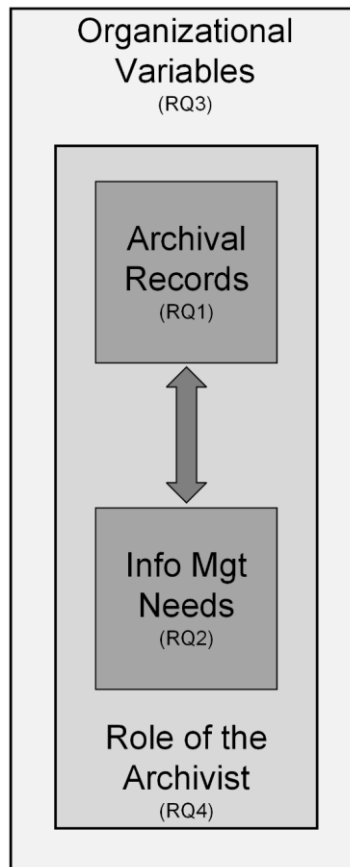 Organizational
Variables
(RQ3)
Archival
Records
(RQ1)
Info Mgt
Needs
(RQ2)
Role of the
Archivist
(RQ4)